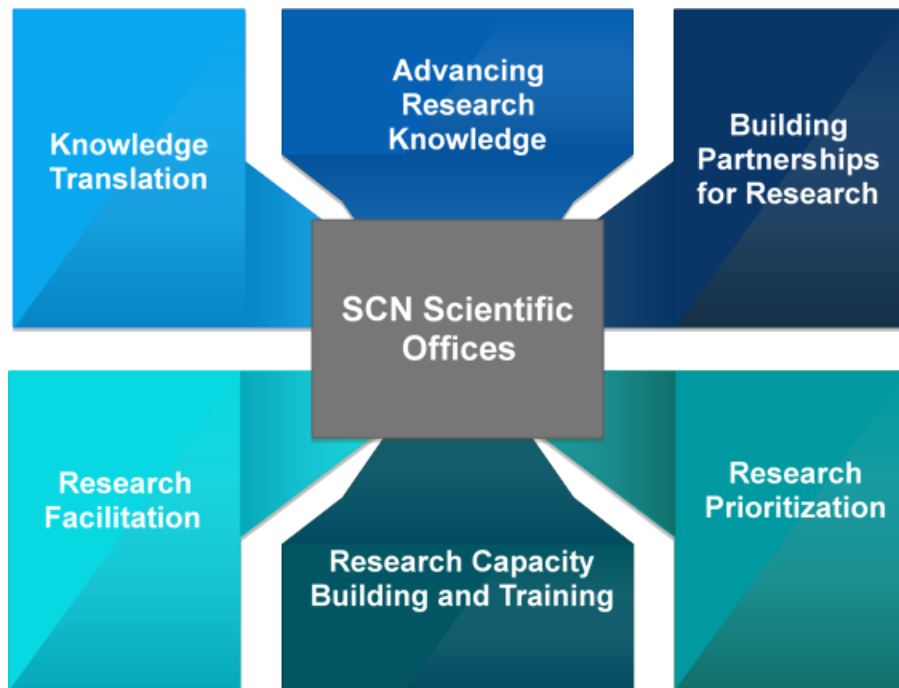 Knowledge
Translation
Advancing
Research
Knowledge
Building
Partnerships
for Research
SCN Scientific
Offices
Research
Facilitation
Research Capacity
Building and Training
Research
Prioritization